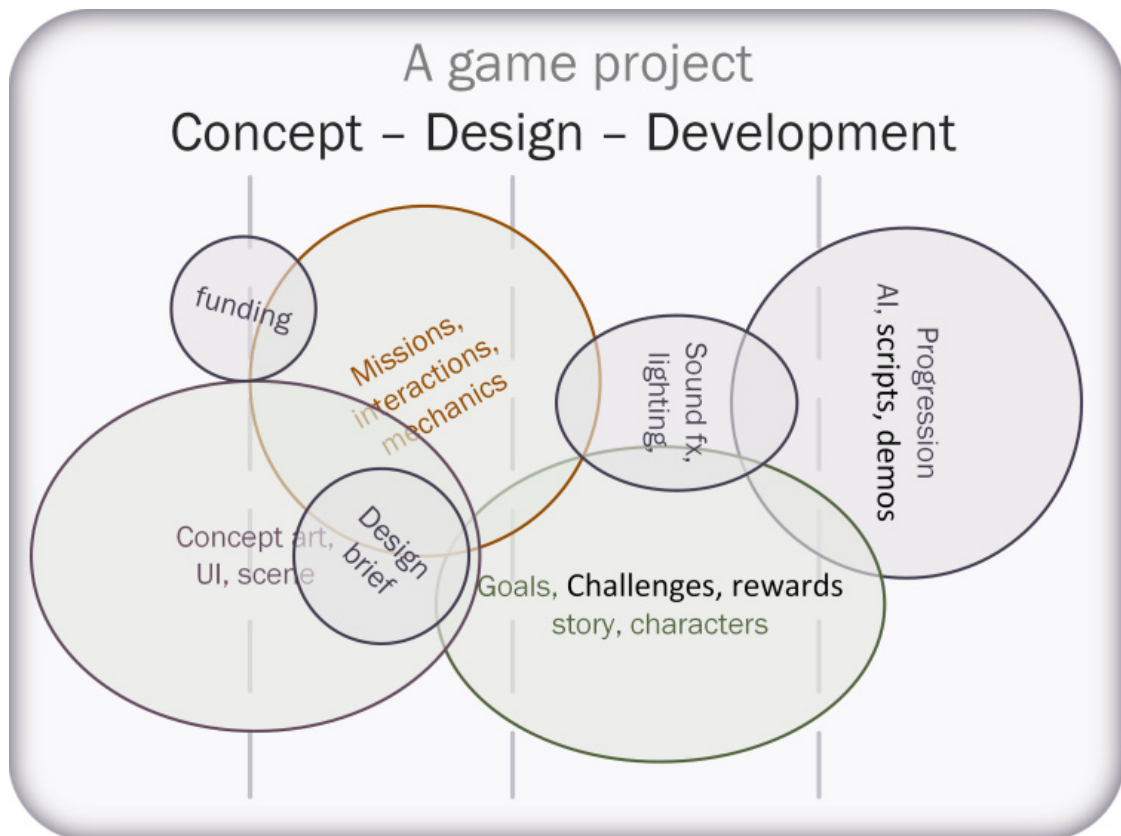 A game project
Concept – Design – Development
funding
Missions,
interactions,
mechanics
Sound fx,
lighting,
Progression
AI, scripts, demos
Concept art,
UI, scene
Design
brief
Goals, Challenges, rewards
story, characters